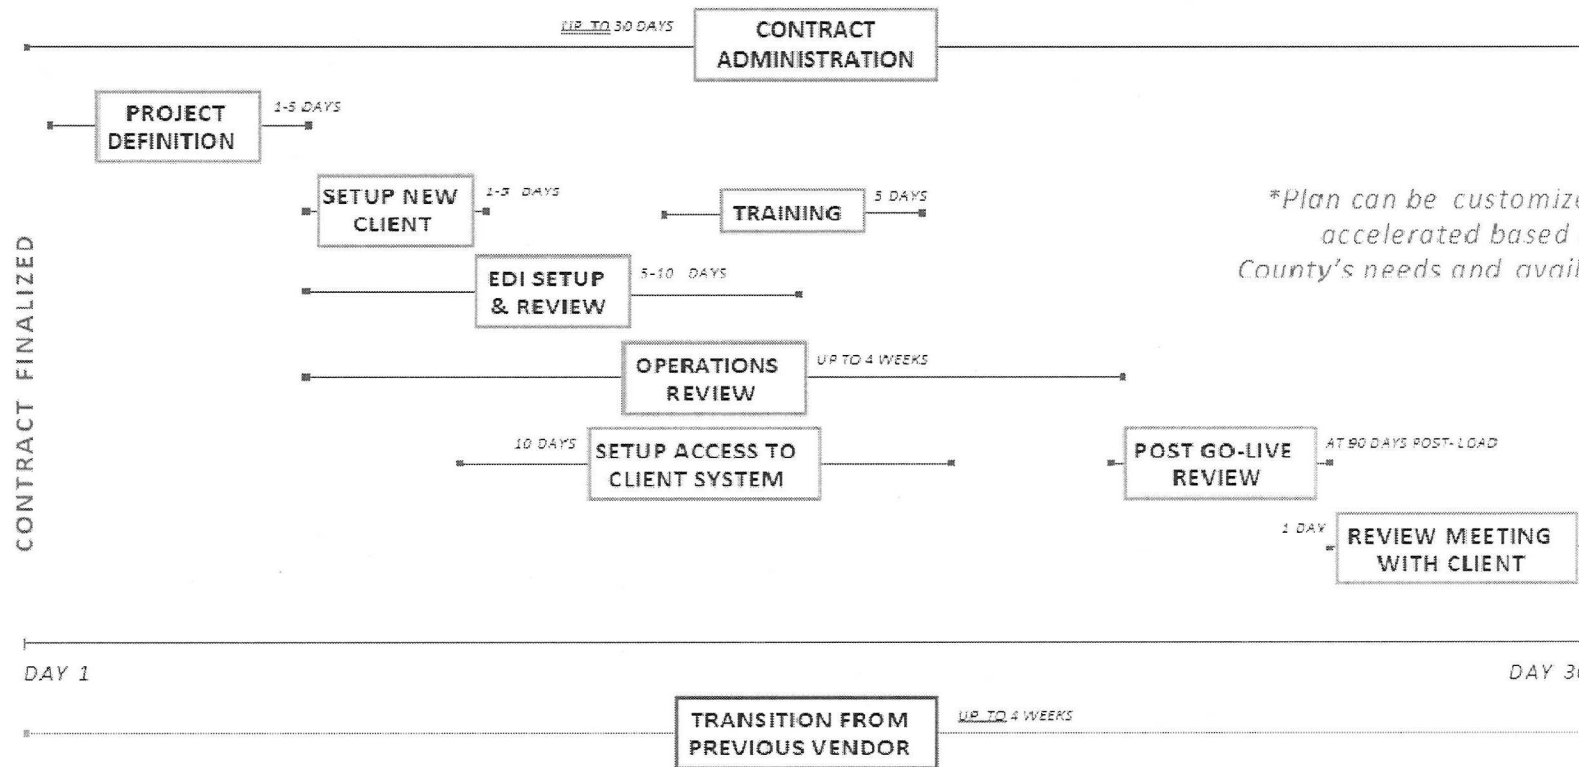 UP TO 30 DAYS
CONTRACT
ADMINISTRATION
PROJECT
DEFINITION
1-5 DAYS
SETUP NEW
CLIENT
1-5 DAYS
TRAINING
5 DAYS
*Plan can be customize
accelerated based
County's needs and avail
CONTRACT FINALIZED
EDI SETUP
& REVIEW
5-10 DAYS
OPERATIONS
REVIEW
UP TO 4 WEEKS
10 DAYS
SETUP ACCESS TO
CLIENT SYSTEM
POST GO-LIVE
REVIEW
AT 90 DAYS POST-LOAD
1 DAY
REVIEW MEETING
WITH CLIENT
DAY 1
DAY 30
TRANSITION FROM
PREVIOUS VENDOR
UP TO 4 WEEKS